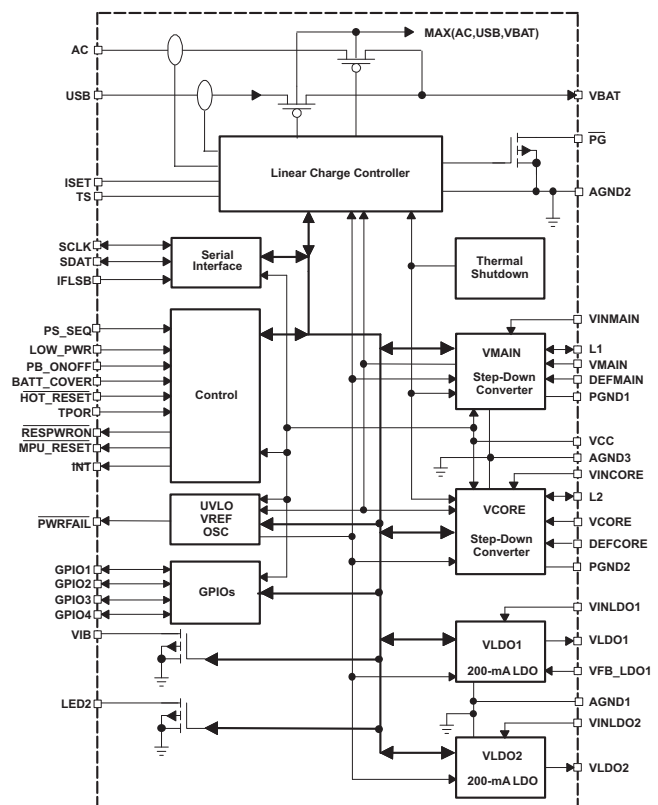 MAX(AC,USB,VBAT)
AC
USB
VBAT
PG
Linear Charge Controller
ISET
TS
AGND2
SCLK
SDAT
IFLSB
Serial
Interface
Thermal
Shutdown
PS_SEQ
LOW_PWR
PB_ONOFF
BATT_COVER
HOT_RESET
TPOR
RESPWRON
MPU_RESET
INT
Control
VINMAIN
VMAIN
Step-Down
Converter
L1
VMAIN
DEFMAIN
PGND1
VCC
AGND3
VINCORE
PWRFAIL
UVLO
VREF
OSC
VCORE
Step-Down
Converter
L2
VCORE
DEFCORE
PGND2
GPIO1
GPIO2
GPIO3
GPIO4
GPIOs
VIB
VINLDO1
VLDO1
200-mA LDO
VLDO1
VFB_LDO1
LED2
AGND1
VINLDO2
VLDO2
200-mA LDO
VLDO2